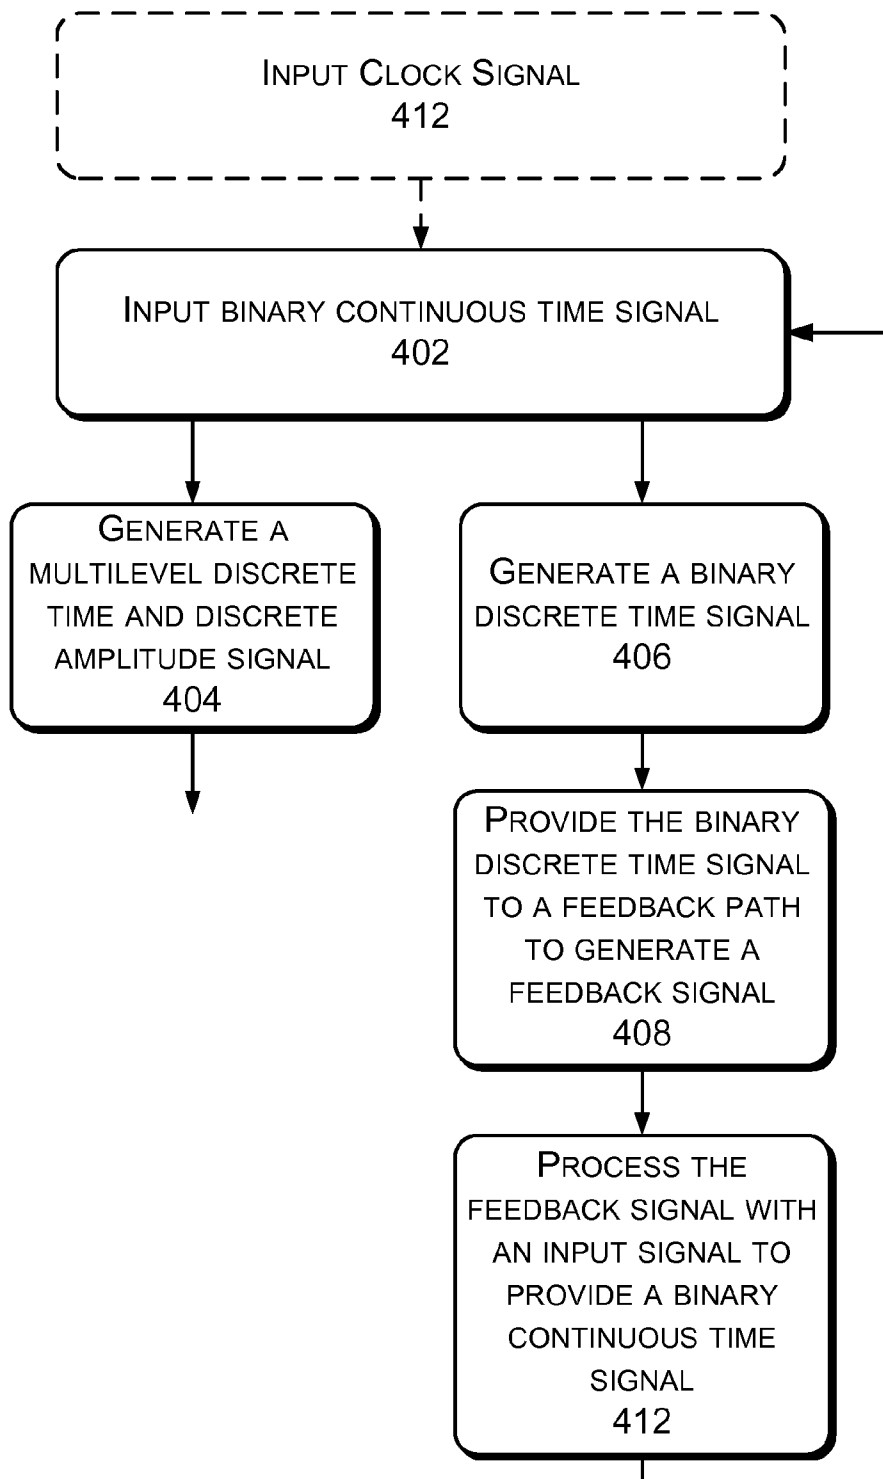 INPUT CLOCK SIGNAL
412
INPUT BINARY CONTINUOUS TIME SIGNAL
402
GENERATE A
MULTILEVEL DISCRETE
TIME AND DISCRETE
AMPLITUDE SIGNAL
404
GENERATE A BINARY
DISCRETE TIME SIGNAL
406
PROVIDE THE BINARY
DISCRETE TIME SIGNAL
TO A FEEDBACK PATH
TO GENERATE A
FEEDBACK SIGNAL
408
PROCESS THE
FEEDBACK SIGNAL WITH
AN INPUT SIGNAL TO
PROVIDE A BINARY
CONTINUOUS TIME
SIGNAL
412